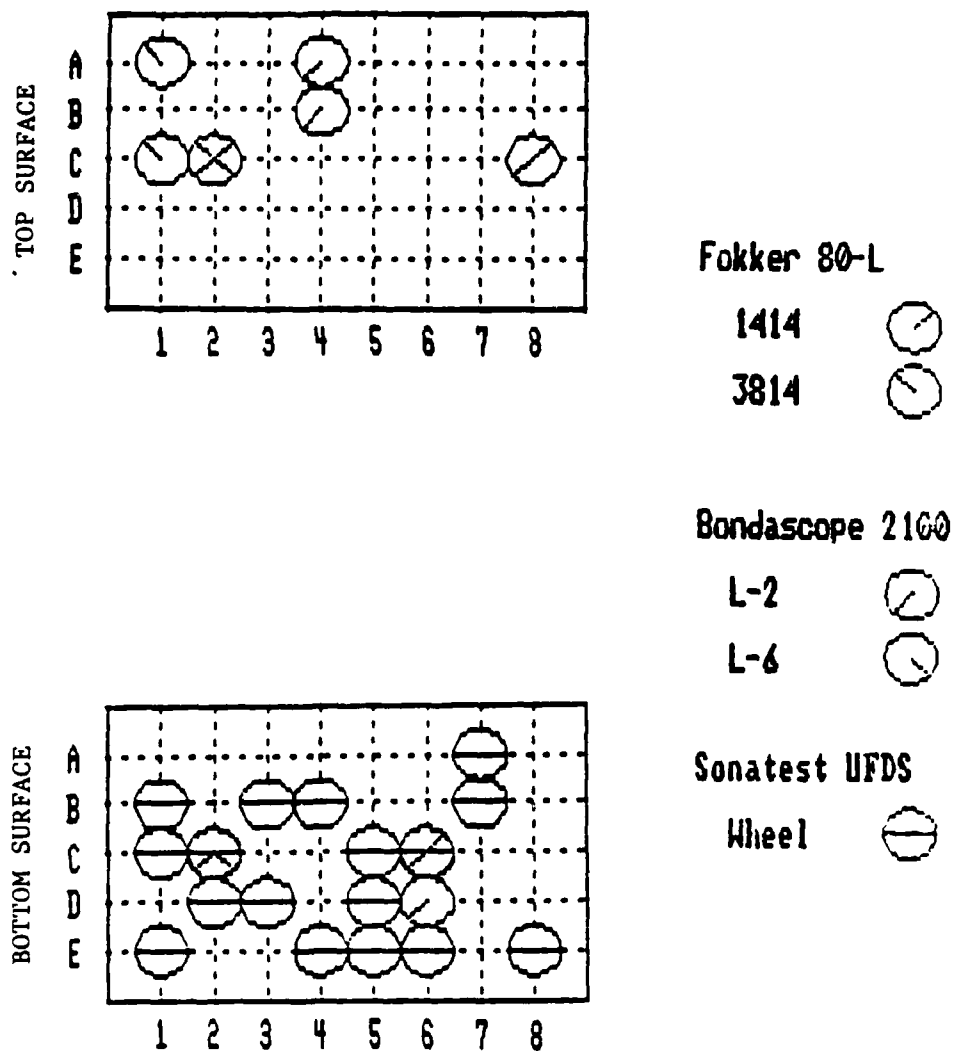 TOP SURFACE
A
B
C
D
E
1 2 3 4 5 6 7 8
Fokker 80-L
1414
3814
Bondascope 2100
L-2
L-6
Sonatest UFDS
Wheel
BOTTOM SURFACE
A
B
C
D
E
1 2 3 4 5 6 7 8